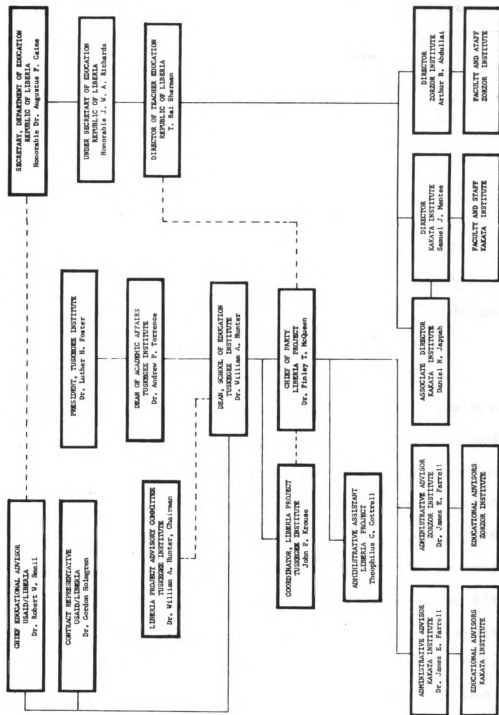 SECRETARY, DEPARTMENT OF EDUCATION
REPUBLIC OF LIBERIA
Honorable Dr. Augustus F. Caine
UNDER SECRETARY OF EDUCATION
REPUBLIC OF LIBERIA
Honorable J. W. A. Richards
DIRECTOR OF TEACHER EDUCATION
REPUBLIC OF LIBERIA
T. Bai Sherman
DIRECTOR
ZORZOR INSTITUTE
Arthur B. Abdullai
FACULTY AND ATAFF
ZORZOR INSTITUTE
DIRECTOR
KAKATA INSTITUTE
Samuel J. Mentee
FACULTY AND STAFF
KAKATA INSTITUTE
ASSOCIATE DIRECTOR
KAKATA INSTITUTE
Daniel N. Jappah
PRESIDENT, TUSKEGEE INSTITUTE
Dr. Luther H. Foster
DEAN OF ACADEMIC AFFAIRS
TUSKEGEE INSTITUTE
Dr. Andrew P. Torrence
DEAN, SCHOOL OF EDUCATION
TUSKEGEE INSTITUTE
Dr. William A. Hunter
CHIEF OF PARTY
LIBERIA PROJECT
Dr. Finley T. McQueen
CHIEF EDUCATIONAL ADVISOR
USAID/LIBERIA
Dr. Robert W. Smail
CONTRACT REPRESENTATIVE
USAID/LIBERIA
Dr. Gordon Holmgren
LIBERIA PROJECT ADVISORY COMMITTEE
TUSKEGEE INSTITUTE
Dr. William A. Hunter, Chairman
COORDINATOR, LIBERIA PROJECT
TUSKEGEE INSTITUTE
John P. Krouse
ADMINISTRATIVE ASSISTANT
LIBERIA PROJECT
Theophilus C. Cottrell
ADMINISTRATIVE ADVISOR
ZORZOR INSTITUTE
Dr. James E. Farrell
EDUCATIONAL ADVISORS
ZORZOR INSTITUTE
ADMINISTRATIVE ADVISOR
KAKATA INSTITUTE
Dr. James E. Farrell
EDUCATIONAL ADVISORS
KAKATA INSTITUTE